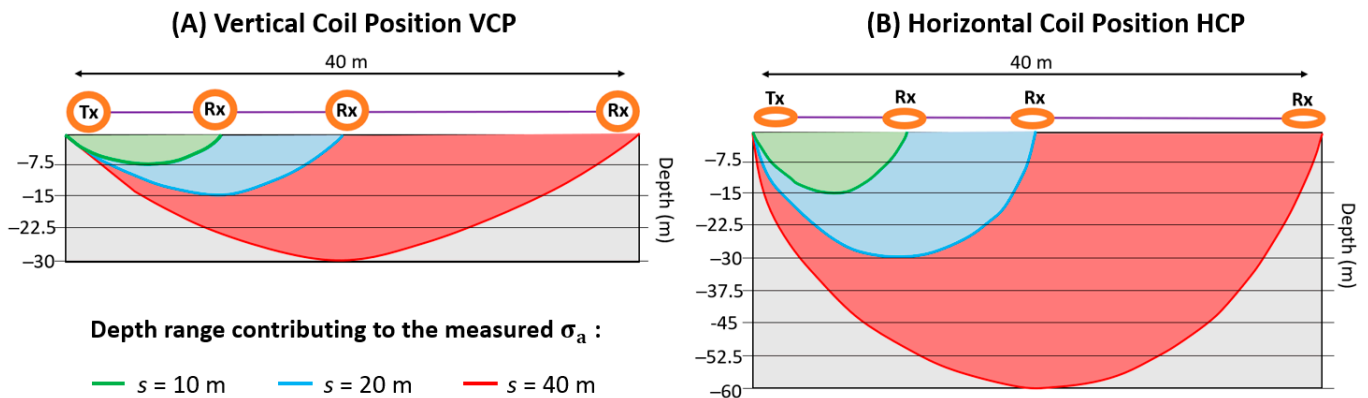 (A) Vertical Coil Position VCP
40 m
Tx
Rx
Rx
Rx
–7.5
–15
–22.5
–30
Depth (m)
Depth range contributing to the measured σₐ :
s = 10 m
s = 20 m
s = 40 m
(B) Horizontal Coil Position HCP
40 m
Tx
Rx
Rx
Rx
–7.5
–15
–22.5
–30
–37.5
-45
–52.5
–60
Depth (m)